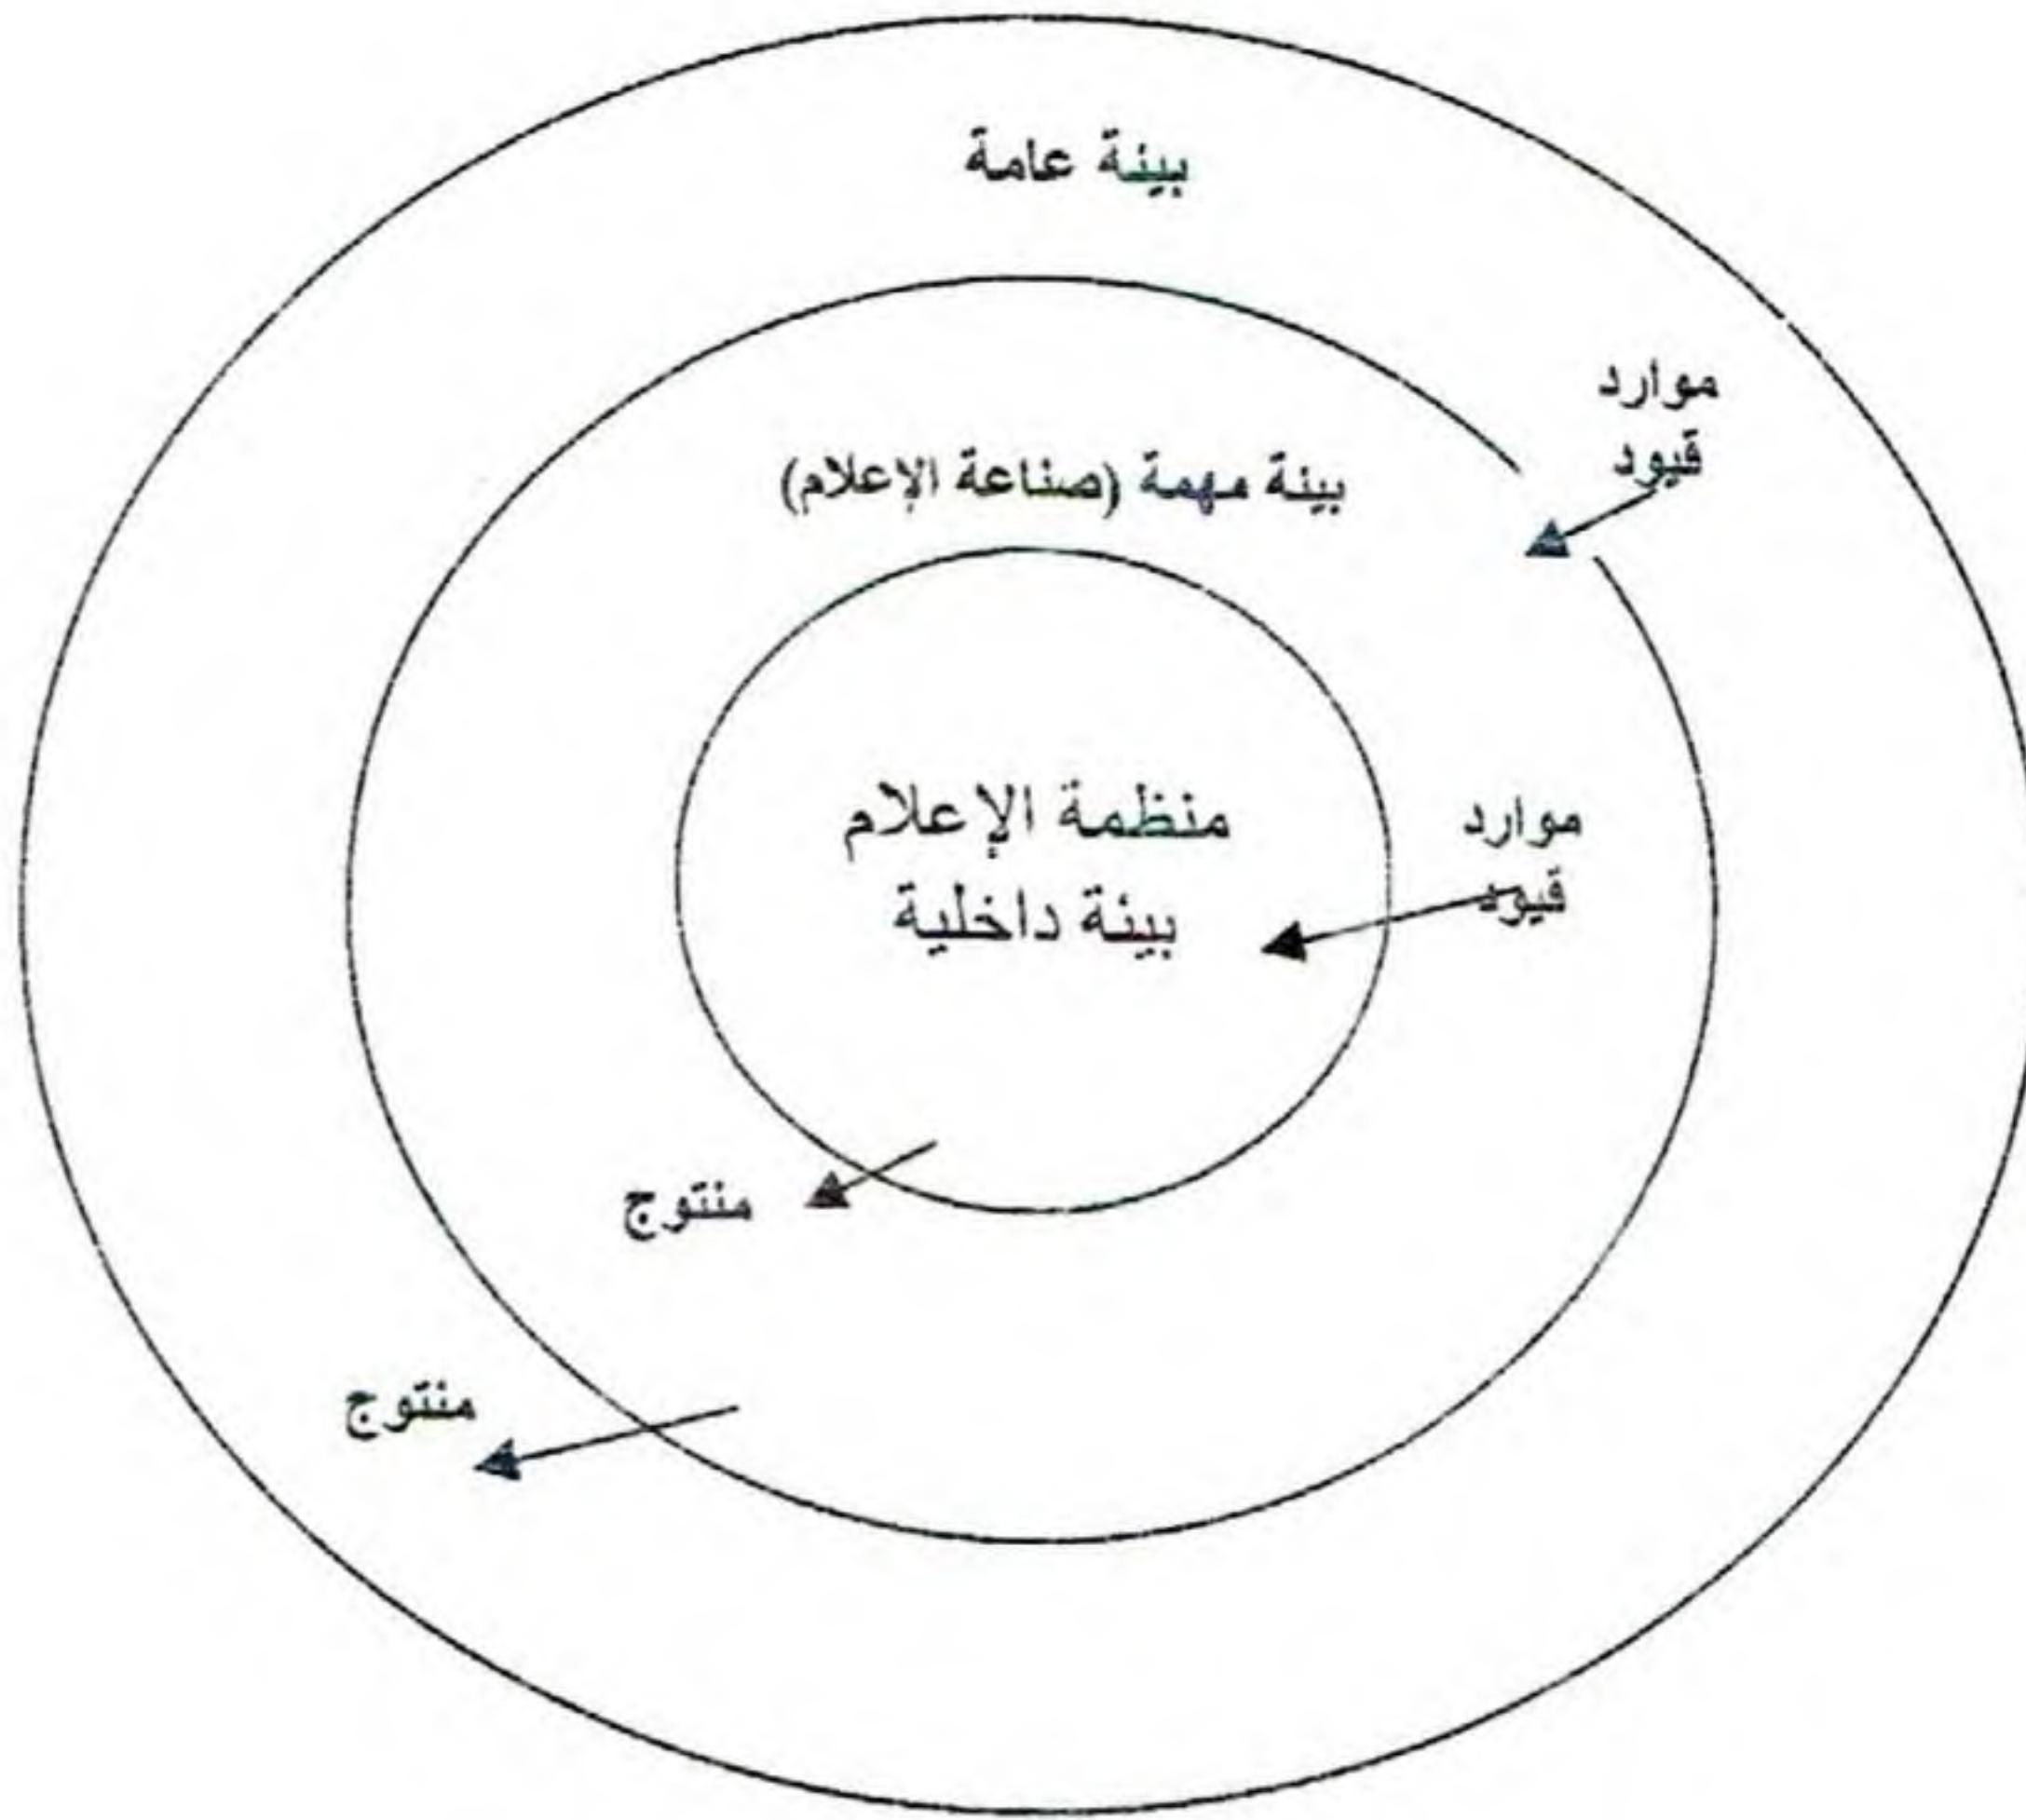 بيئة عامة
موارد
قيود
بيئة مهمة (صناعة الإعلام)
منظمة الإعلام
بيئة داخلية
موارد
قيود
منتوج
منتوج